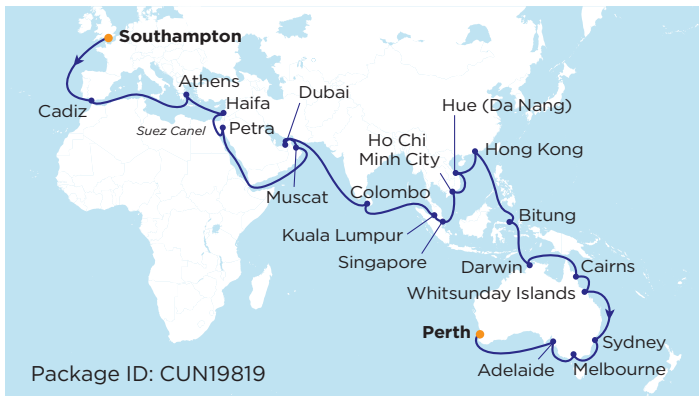 Southampton
Athens
Cadiz
Haifa
Suez Canel
Petra
Dubai
Muscat
Hue (Da Nang)
Ho Chi
Minh City
Hong Kong
Colombo
Kuala Lumpur
Singapore
Bitung
Darwin
Cairns
Whitsunday Islands
Perth
Sydney
Adelaide
Melbourne
Package ID: CUN19819